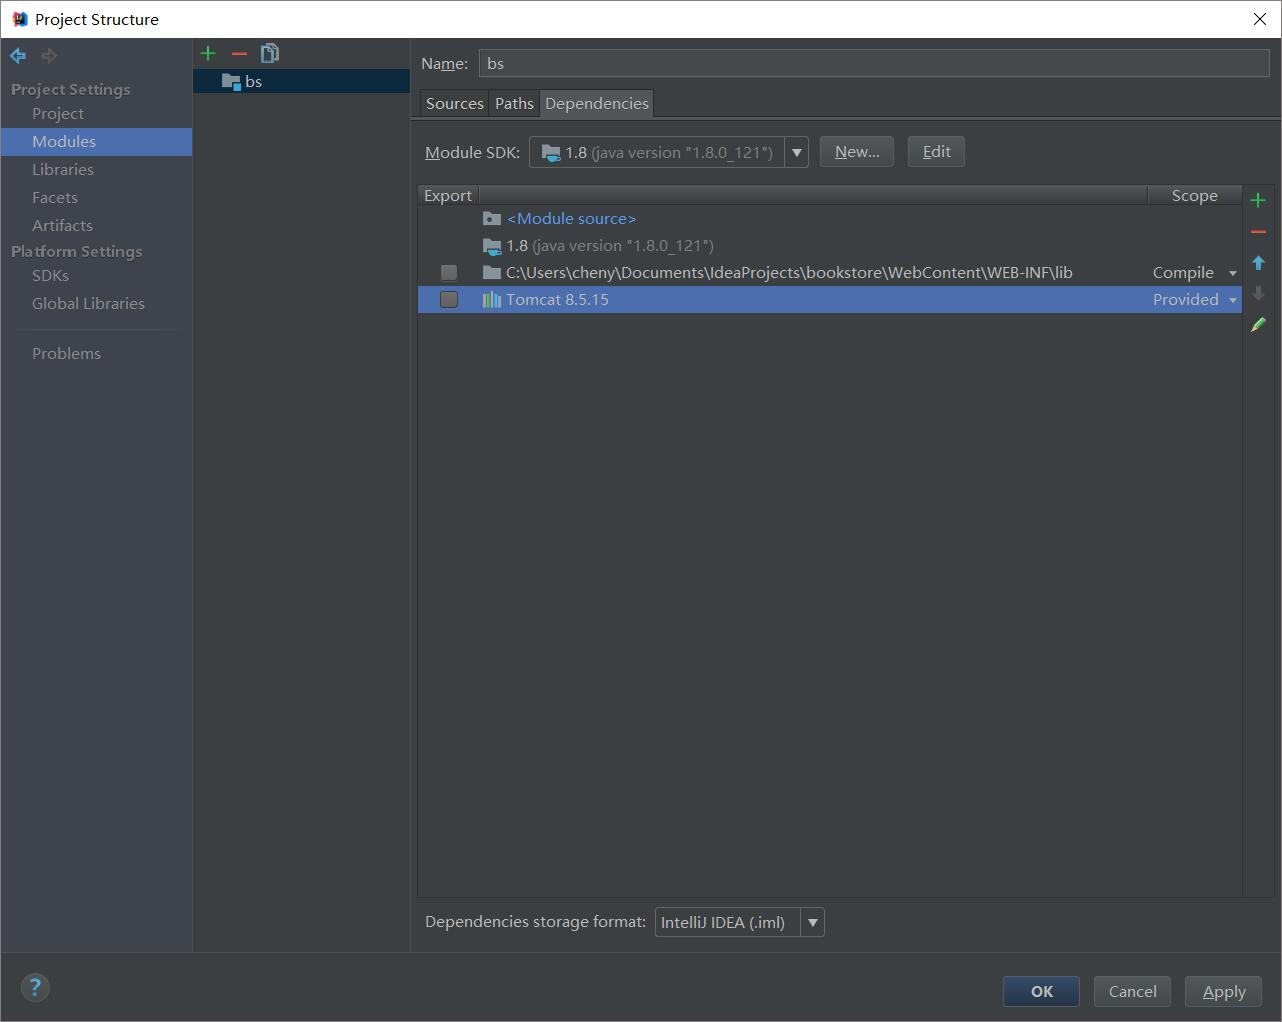 Project Structure
Project Settings
Project
Modules
Libraries
Facets
Artifacts
Platform Settings
SDKs
Global Libraries
Problems
bs
Name: bs
Sources Paths Dependencies
Module SDK: 1.8 (java version "1.8.0_121") New... Edit
Export Scope
<Module source>
1.8 (java version "1.8.0_121")
C:\Users\cheny\Documents\IdeaProjects\bookstore\WebContent\WEB-INF\lib Compile
Tomcat 8.5.15 Provided
Dependencies storage format: IntelliJ IDEA (.iml)
? OK Cancel Apply